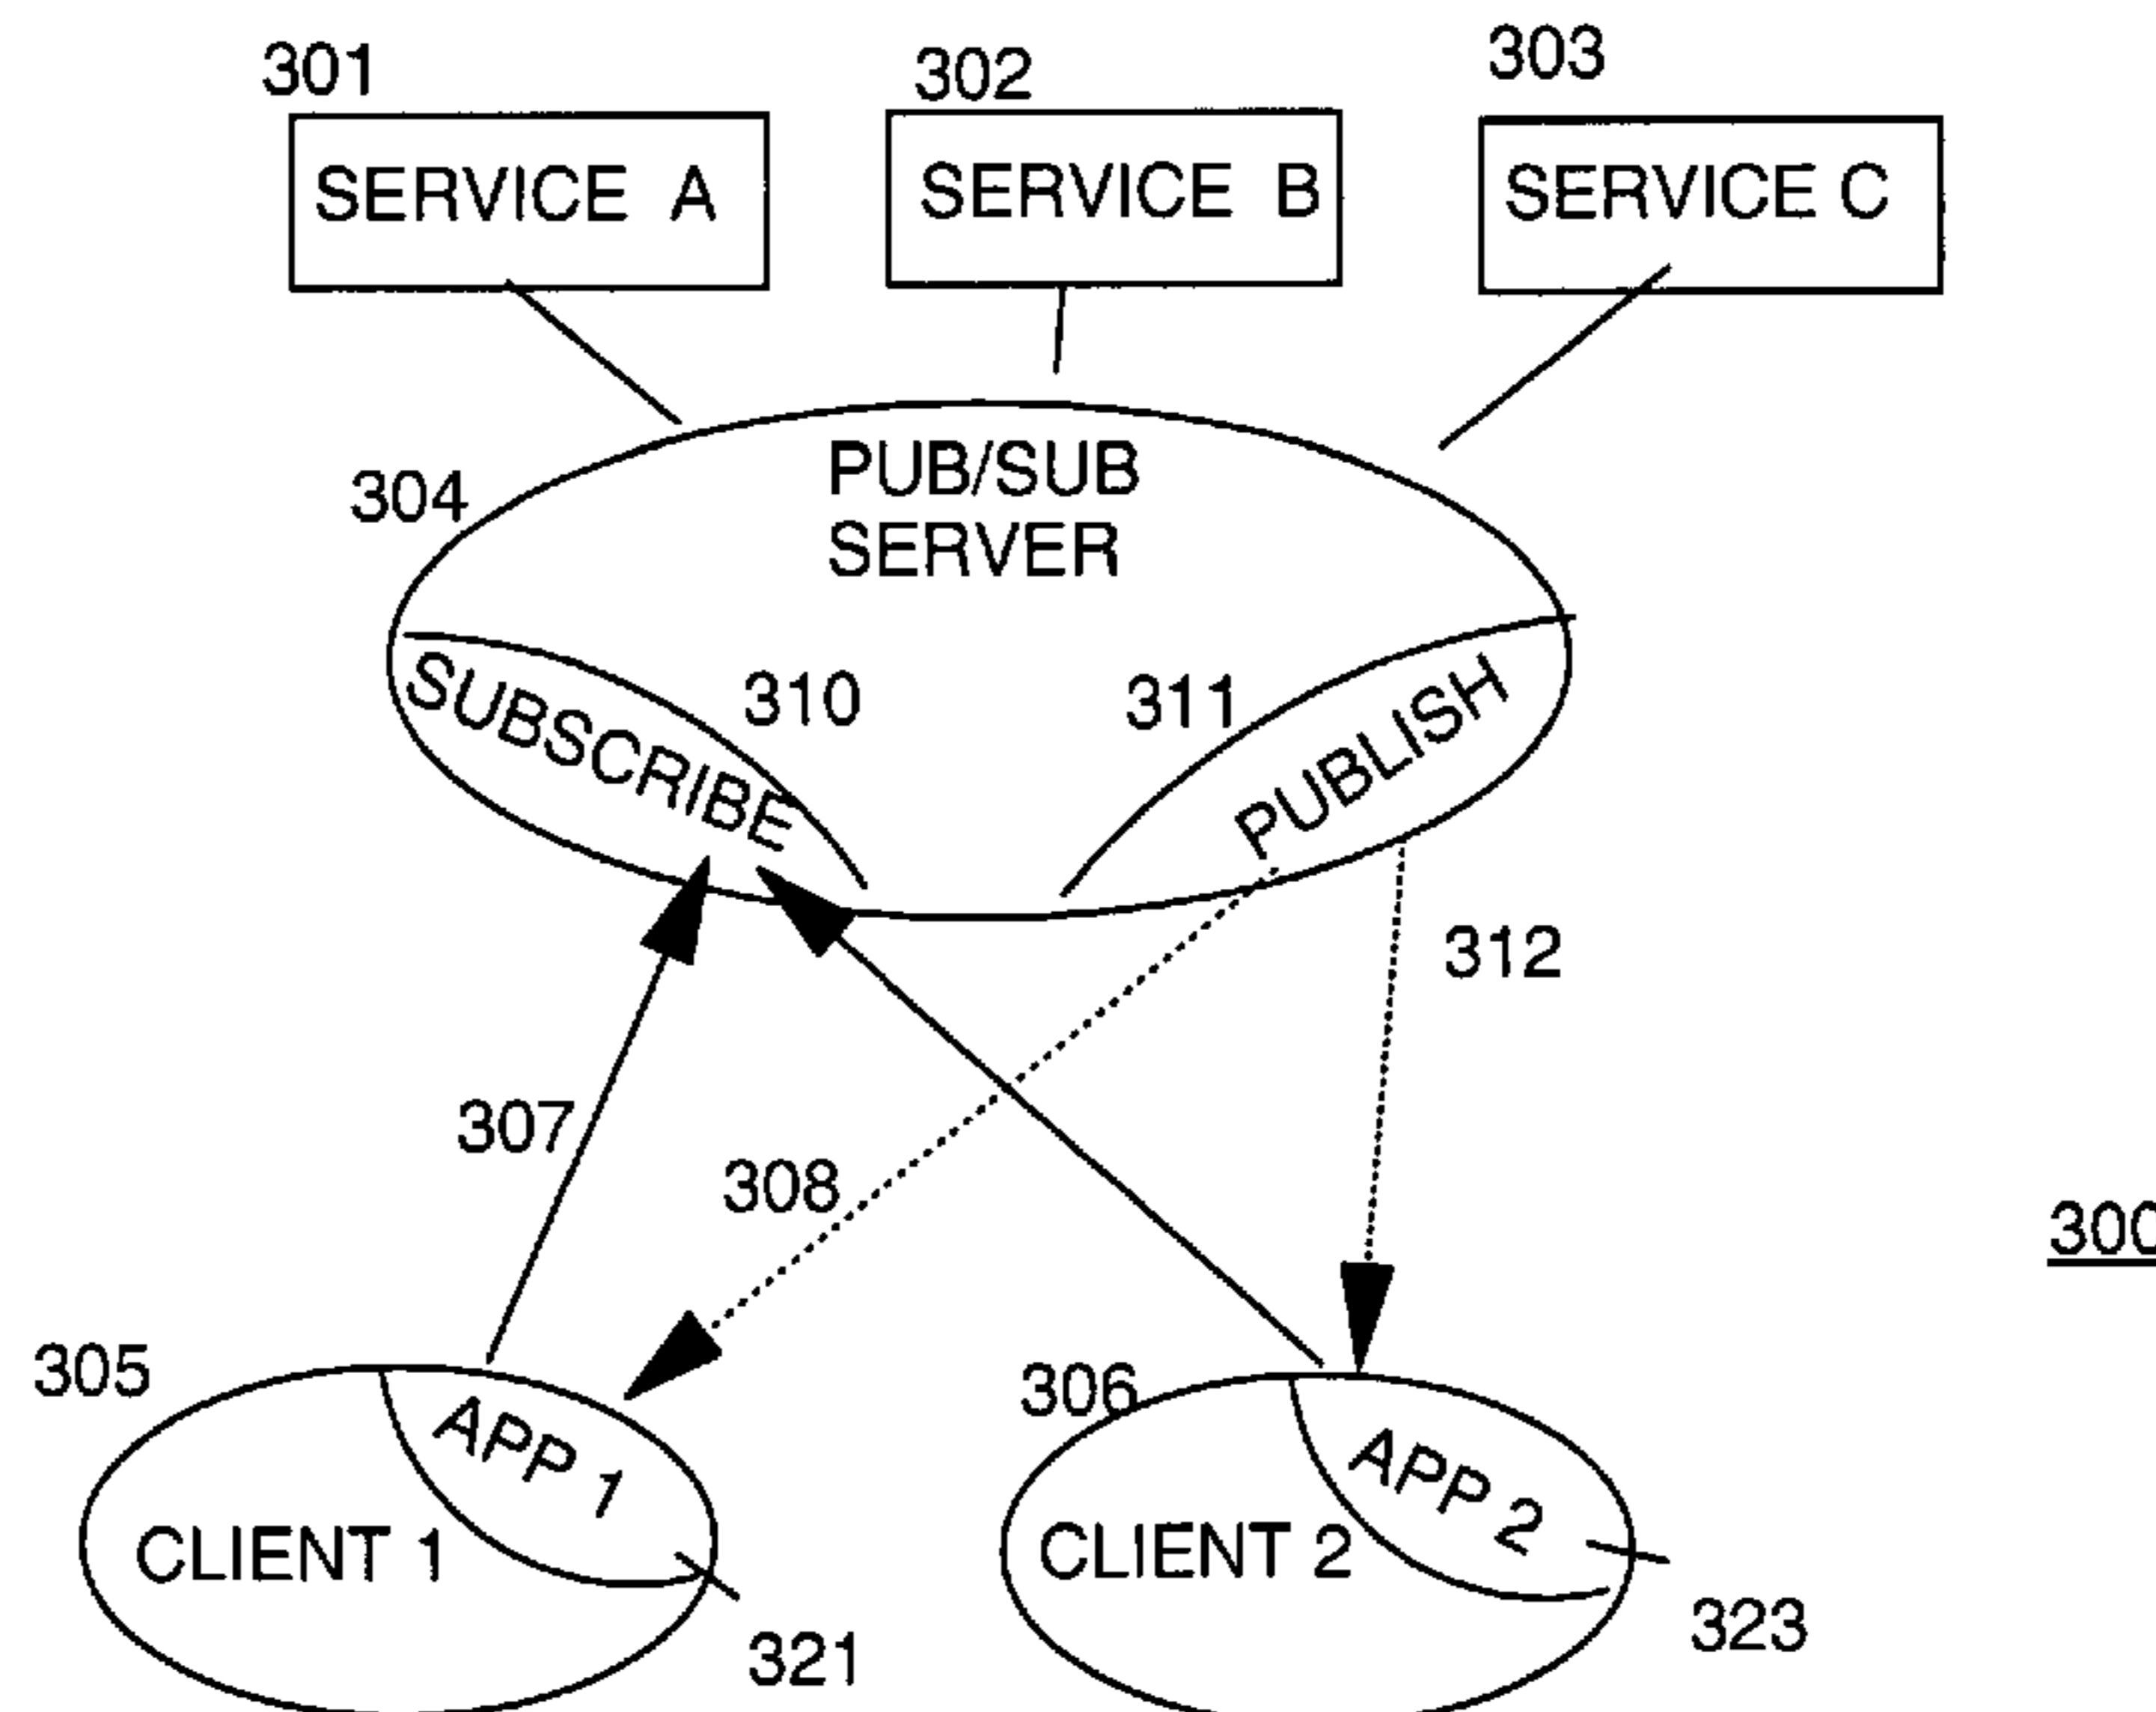 301
302
303
SERVICE A
SERVICE B
SERVICE C
304
PUB/SUB
SERVER
SUBSCRIBE
310
311
PUBLISH
312
307
308
300
305
306
APP 1
CLIENT 1
APP 2
CLIENT 2
321
323